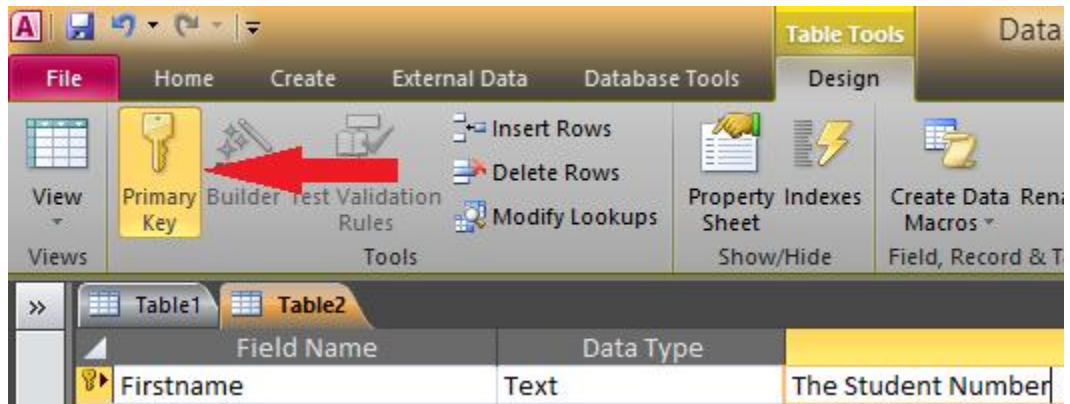 A
Table Tools Data
File Home Create External Data Database Tools Design
View
Primary Key
Builder
Test Validation Rules
Insert Rows
Delete Rows
Modify Lookups
Property Sheet
Indexes
Create Data Macros
Views
Tools
Show/Hide
Field, Record &
Table1 Table2
Field Name Data Type
Firstname Text The Student Number